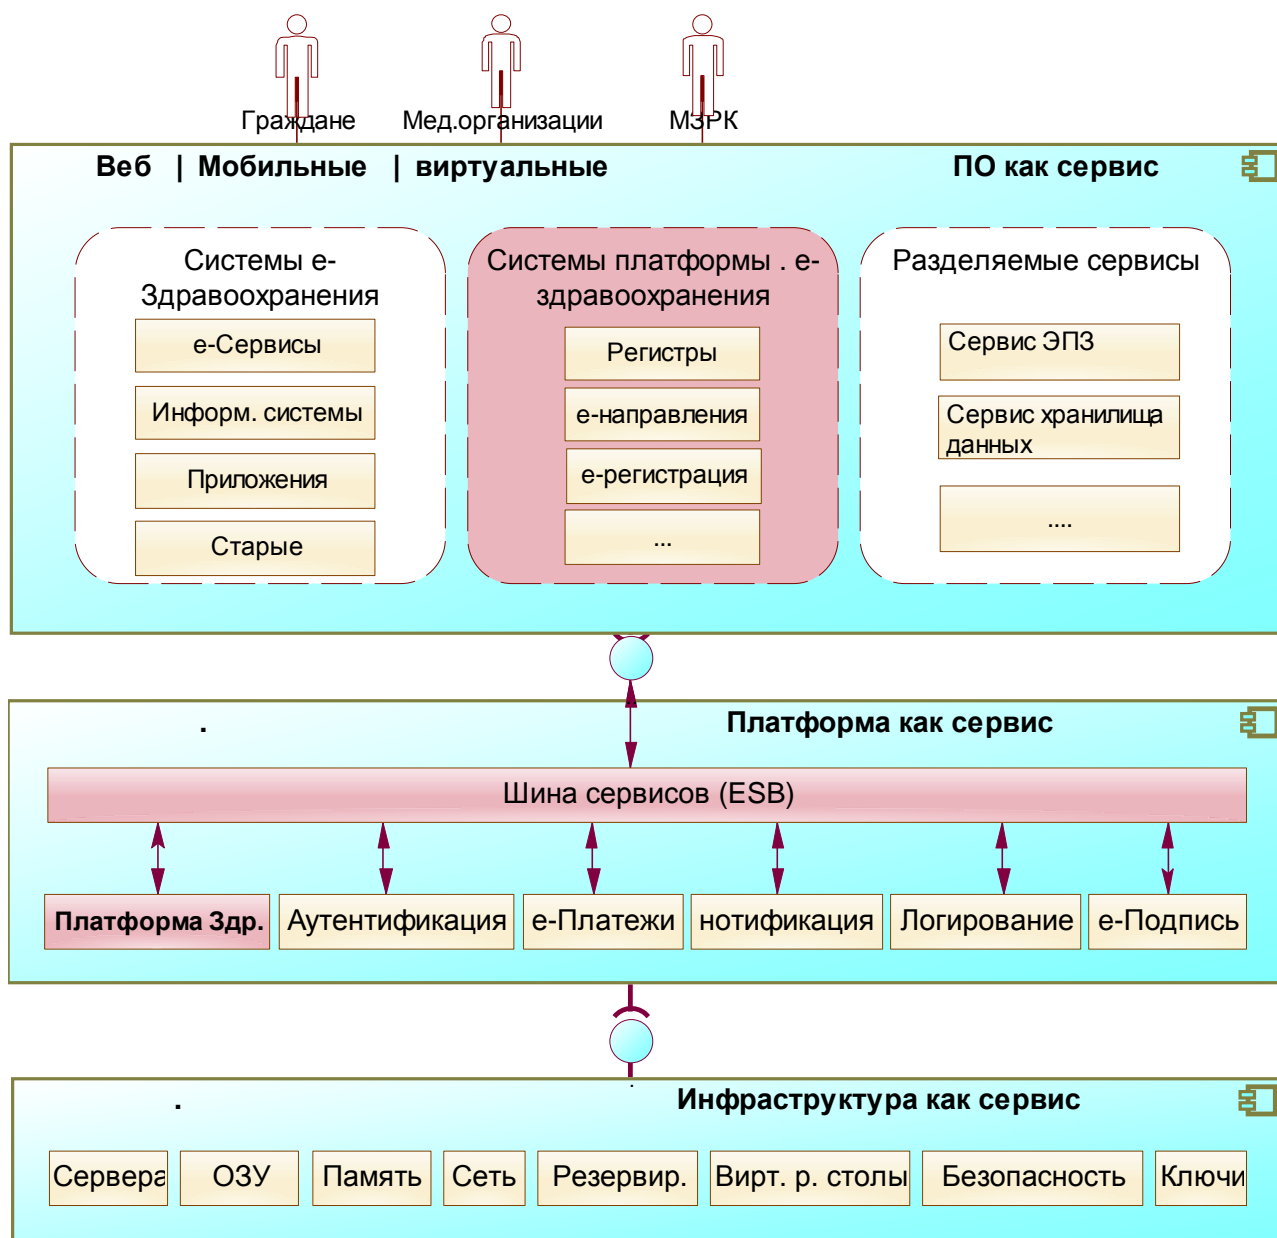 Граждане Мед.организации МЗРК
Веб | Мобильные | виртуальные ПО как сервис
Системы е-
Здравоохранения
е-Сервисы
Информ. системы
Приложения
Старые
Системы платформы . е-
здравоохранения
Регистры
е-направления
е-регистрация
...
Разделяемые сервисы
Сервис ЭПЗ
Сервис хранилища
данных
....
. Платформа как сервис
Шина сервисов (ESB)
Платформа Здр. Аутентификация е-Платежи нотификация Логирование е-Подпись
. Инфраструктура как сервис
Сервера ОЗУ Память Сеть Резервир. Вирт. р. столы Безопасность Ключи